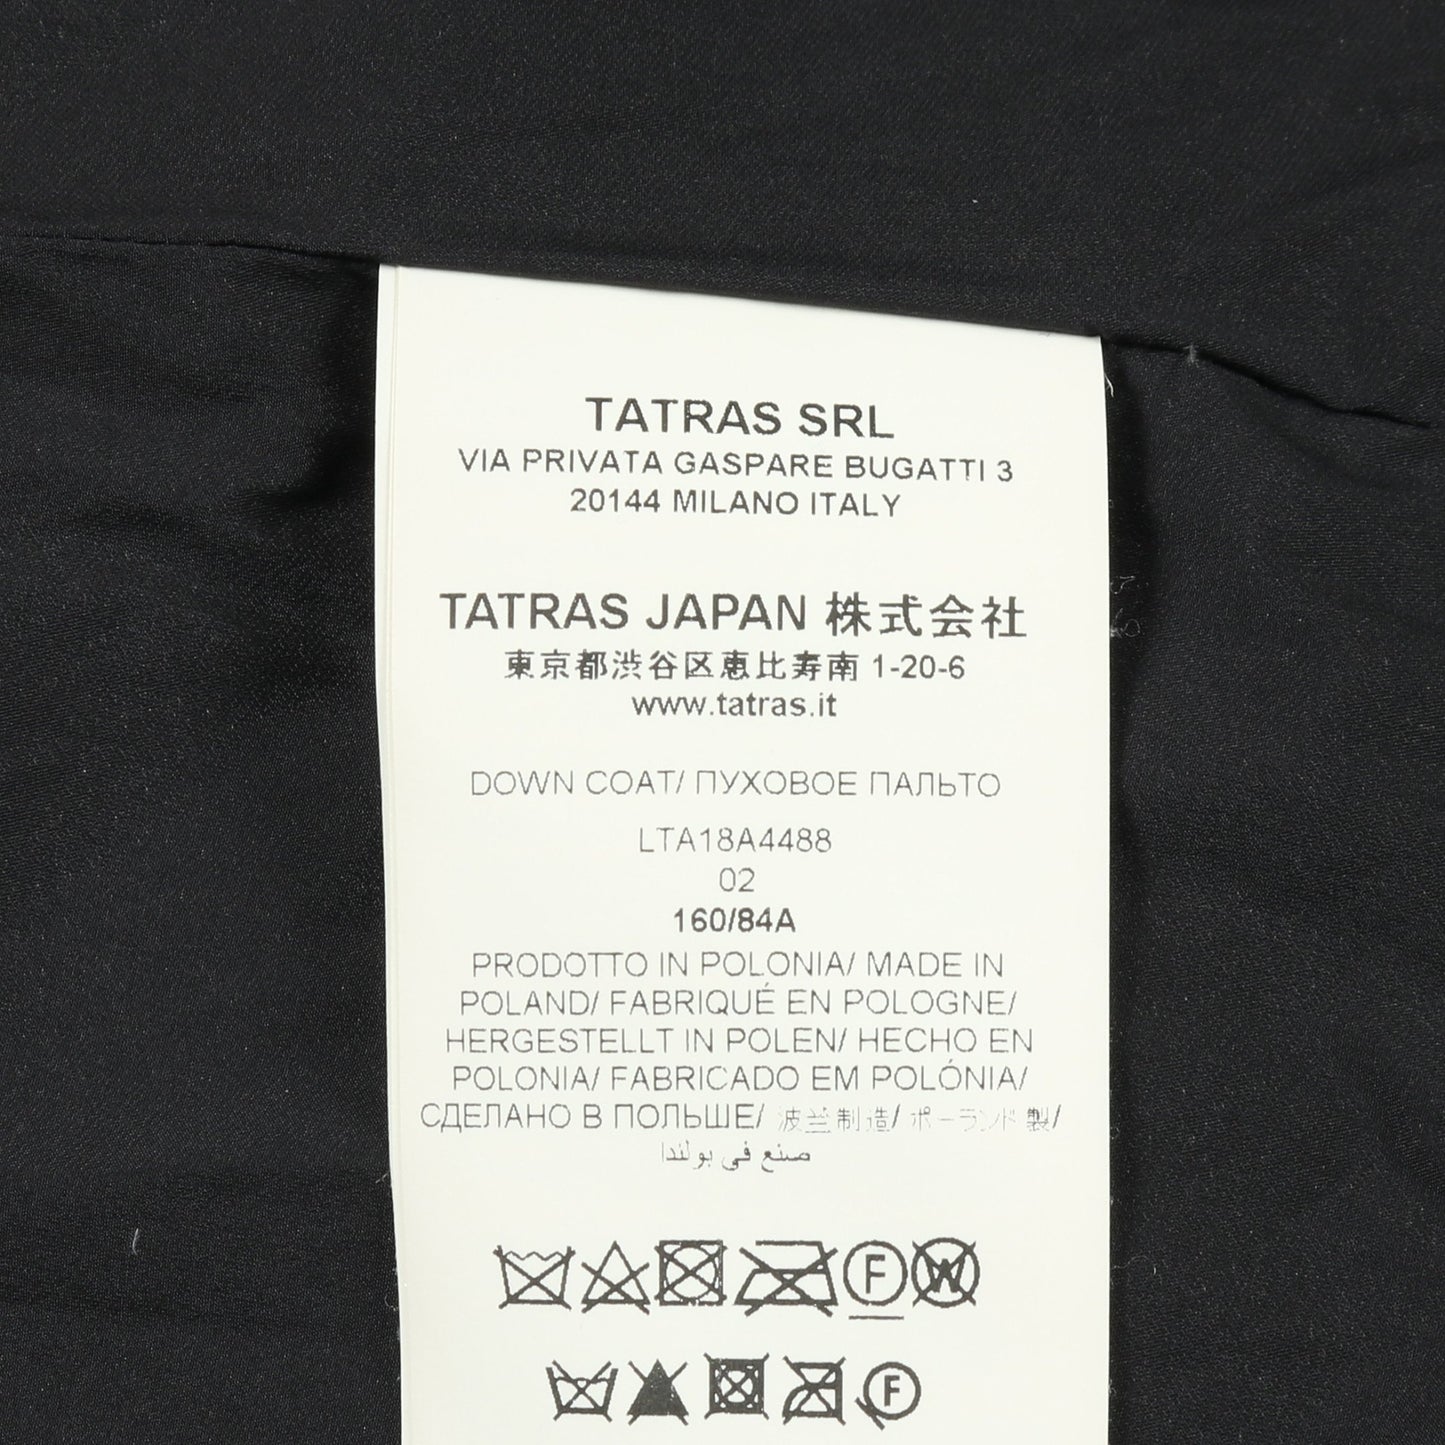 TATRAS SRL
VIA PRIVATA GASPARE BUGATTI 3
20144 MILANO ITALY
TATRAS JAPAN 株式会社
東京都渋谷区恵比寿南 1-20-6
www.tatras.it
DOWN COAT/ ПУХОВОЕ ПАЛЬТО
LTA18A4488
02
160/84A
PRODOTTO IN POLONIA/ MADE IN
POLAND/ FABRIQUÉ EN POLOGNE/
HERGESTELLT IN POLEN/ HECHO EN
POLONIA/ FABRICADO EM POLÓNIA/
СДЕЛАНО В ПОЛЬШЕ/ 波兰制造/ ポーランド製/
صنع في بولندا
F W
F